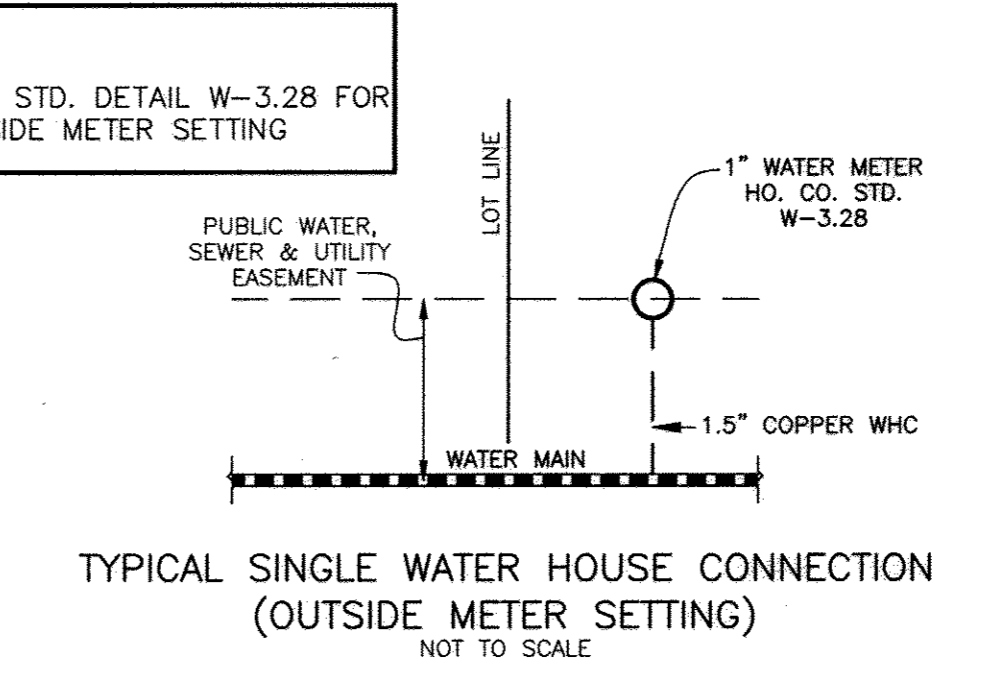 STD. DETAIL W-3.28 FOR
METER SETTING
LOT LINE
1" WATER METER
HO. CO. STD.
W-3.28
PUBLIC WATER,
SEWER & UTILITY
EASEMENT
1.5" COPPER WHC
WATER MAIN
TYPICAL SINGLE WATER HOUSE CONNECTION
(OUTSIDE METER SETTING)
NOT TO SCALE